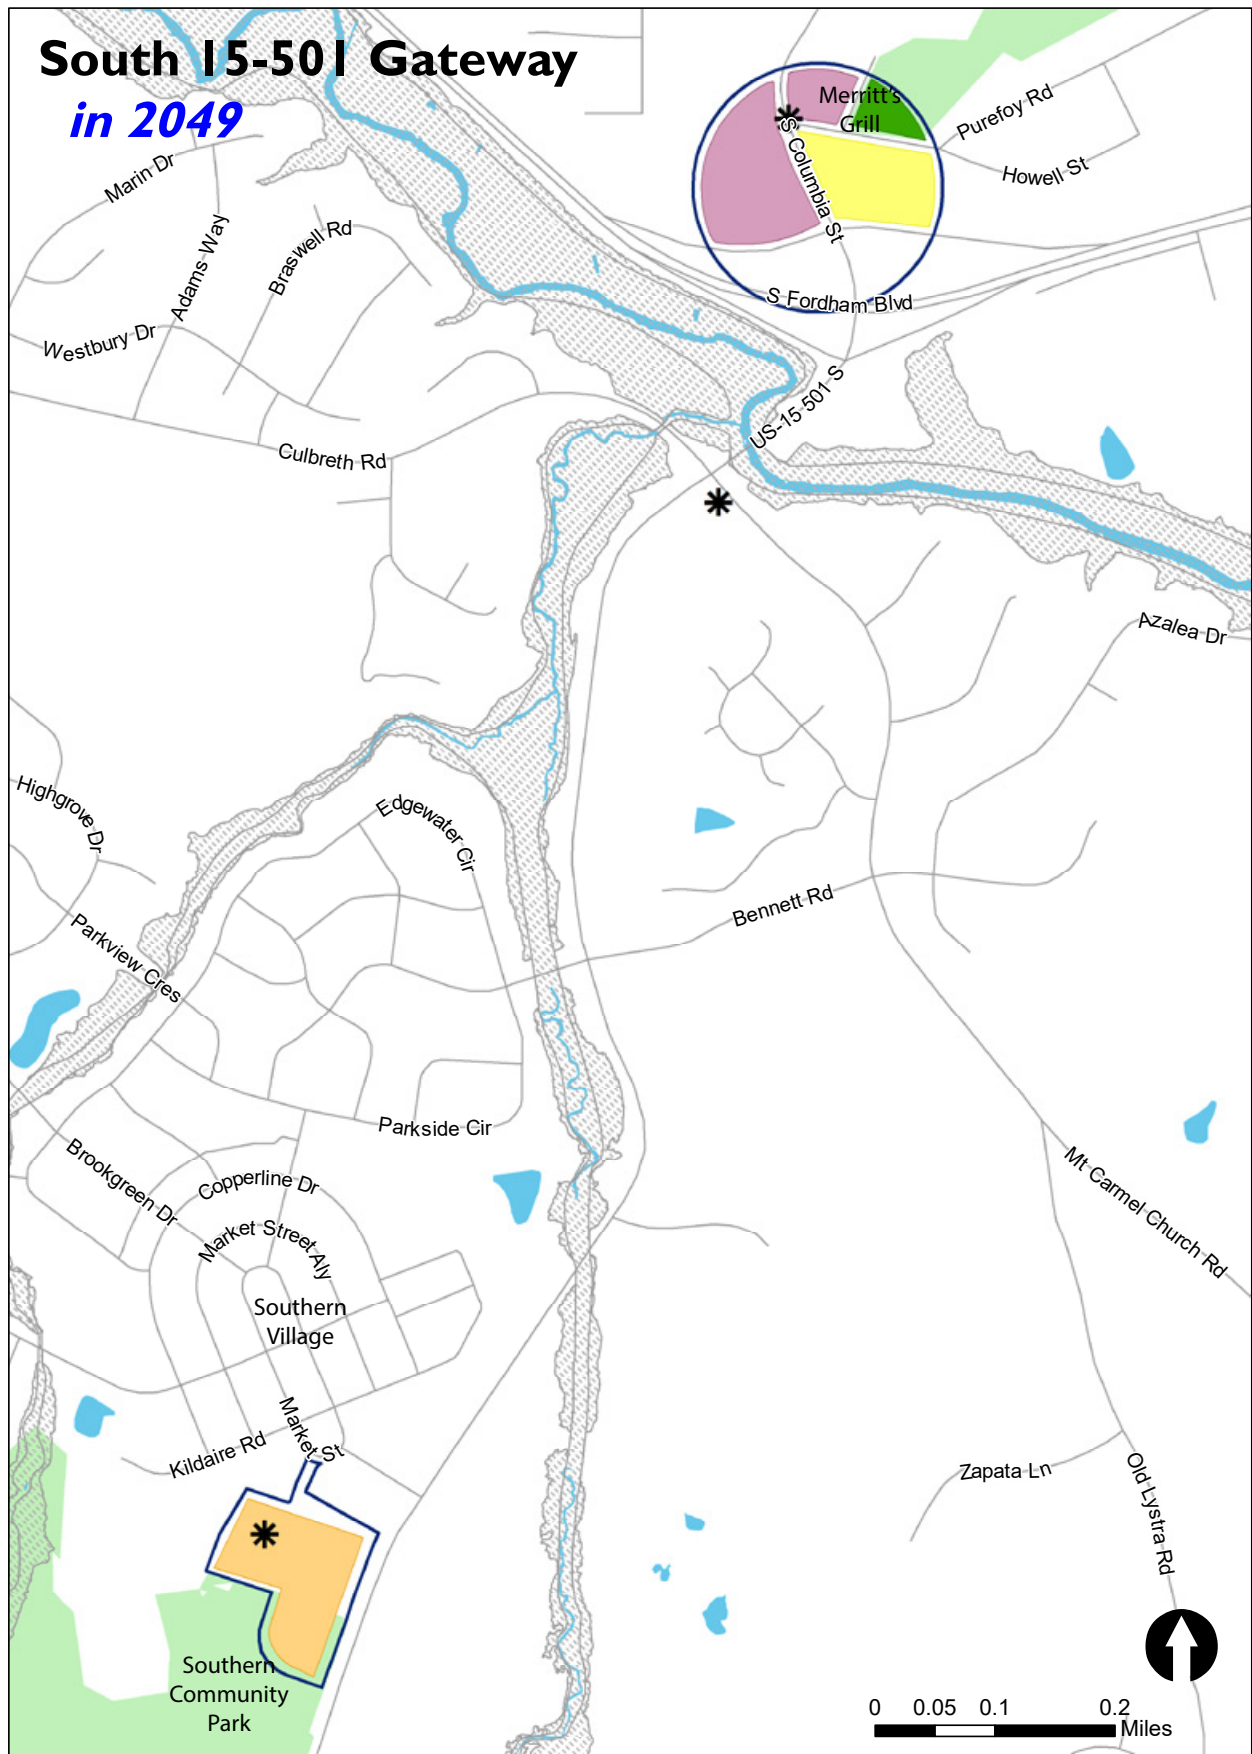 South 15-501 Gateway
in 2049
Merritt's
Grill
Purefoy Rd
Howell St
S Columbia St
S Fordham Blvd
Marin Dr
Adams Way
Braswell Rd
Westbury Dr
US-15-501 S
Culbreth Rd
Azalea Dr
Highgrove Dr
Edgewater Cir
Bennett Rd
Parkview Cres
Parkside Cir
Brookgreen Dr
Copperline Dr
Market Street Aly
Mt Carmel Church Rd
Southern
Village
Market St
Kildaire Rd
Zapata Ln
Old Lystra Rd
Southern
Community
Park
0 0.05 0.1 0.2
Miles